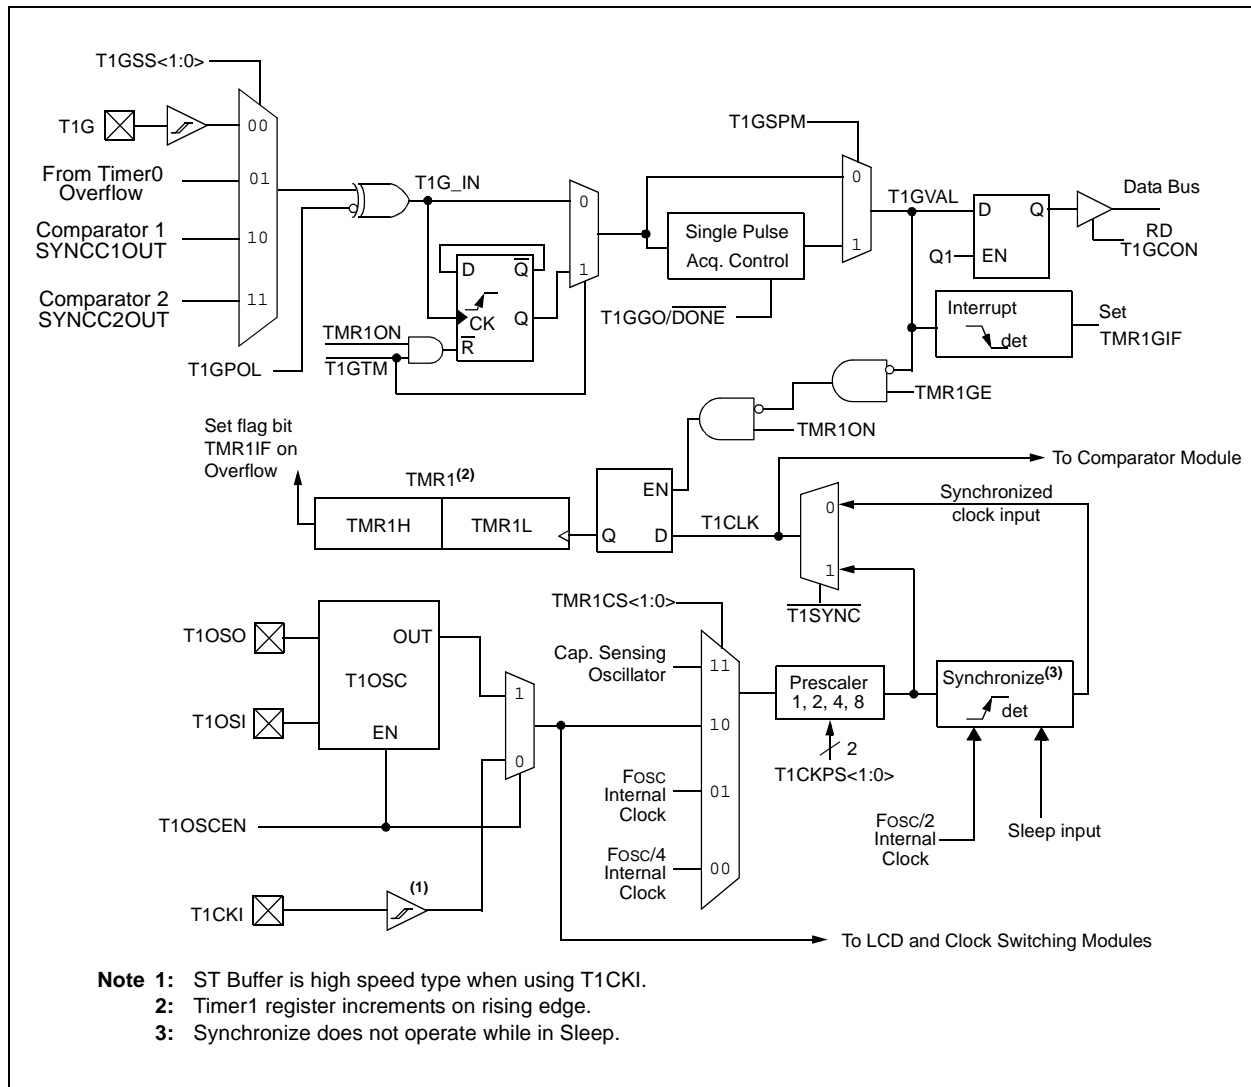 T1GSS<1:0>
T1G
00
From Timer0
Overflow
01
Comparator 1
SYNCC1OUT
10
Comparator 2
SYNCC2OUT
11
T1GPOL
T1G_IN
0
1
D
Q
CK
Q
R
TMR1ON
T1GTM
T1GSPM
0
1
Single Pulse
Acq. Control
T1GGO/DONE
T1GVAL
D
Q
Q1
EN
Data Bus
RD
T1GCON
Interrupt
det
Set
TMR1GIF
TMR1GE
TMR1ON
Set flag bit
TMR1IF on
Overflow
TMR1(2)
TMR1H
TMR1L
EN
Q
D
T1CLK
To Comparator Module
0
1
Synchronized
clock input
T1SYNC
T1OSO
T1OSI
OUT
T1OSC
EN
1
0
T1OSCEN
T1CKI
(1)
TMR1CS<1:0>
Cap. Sensing
Oscillator
11
10
FOSC
Internal
Clock
01
FOSC/4
Internal
Clock
00
Prescaler
1, 2, 4, 8
2
T1CKPS<1:0>
Synchronize(3)
det
FOSC/2
Internal
Clock
Sleep input
To LCD and Clock Switching Modules
Note 1: ST Buffer is high speed type when using T1CKI.
2: Timer1 register increments on rising edge.
3: Synchronize does not operate while in Sleep.